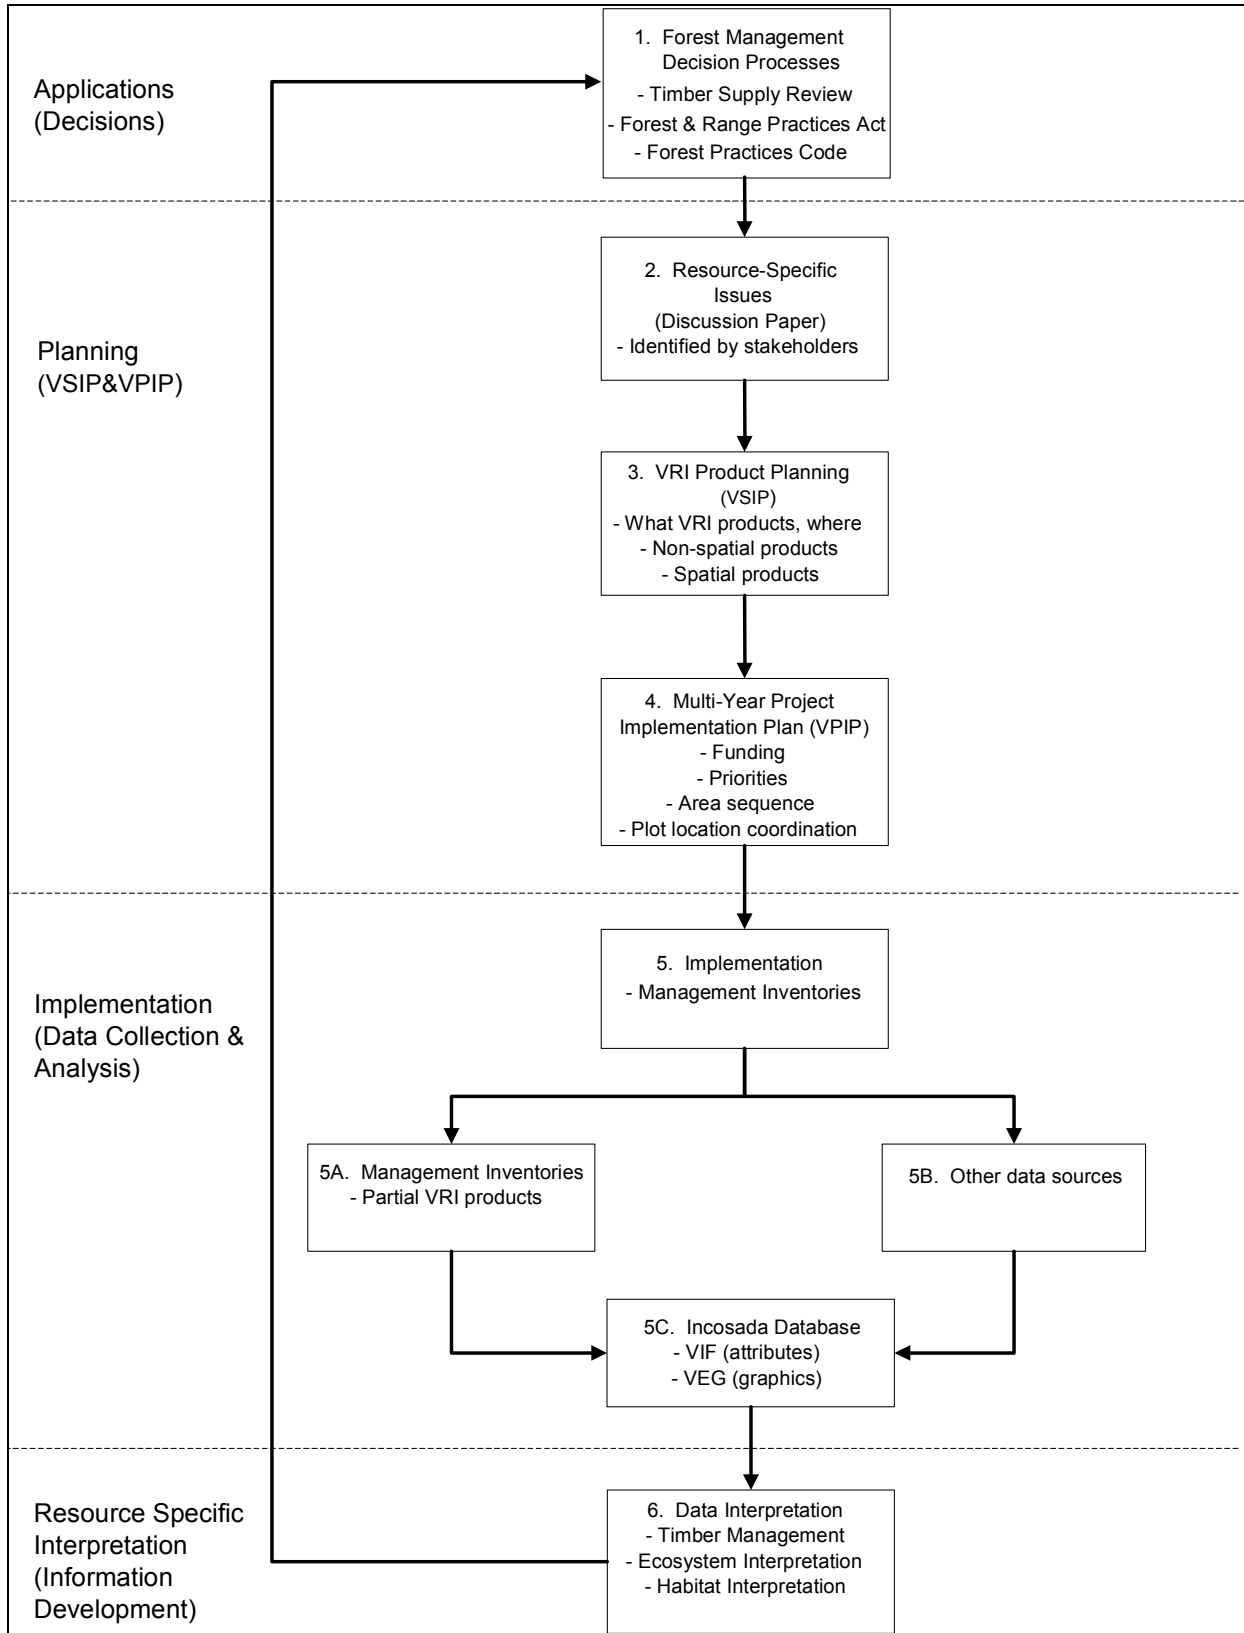 Applications
(Decisions)
1. Forest Management
Decision Processes
- Timber Supply Review
- Forest & Range Practices Act
- Forest Practices Code
Planning
(VSIP&VPIP)
2. Resource-Specific
Issues
(Discussion Paper)
- Identified by stakeholders
3. VRI Product Planning
(VSIP)
- What VRI products, where
- Non-spatial products
- Spatial products
4. Multi-Year Project
Implementation Plan (VPIP)
- Funding
- Priorities
- Area sequence
- Plot location coordination
Implementation
(Data Collection &
Analysis)
5. Implementation
- Management Inventories
5A. Management Inventories
- Partial VRI products
5B. Other data sources
5C. Incosada Database
- VIF (attributes)
- VEG (graphics)
Resource Specific
Interpretation
(Information
Development)
6. Data Interpretation
- Timber Management
- Ecosystem Interpretation
- Habitat Interpretation